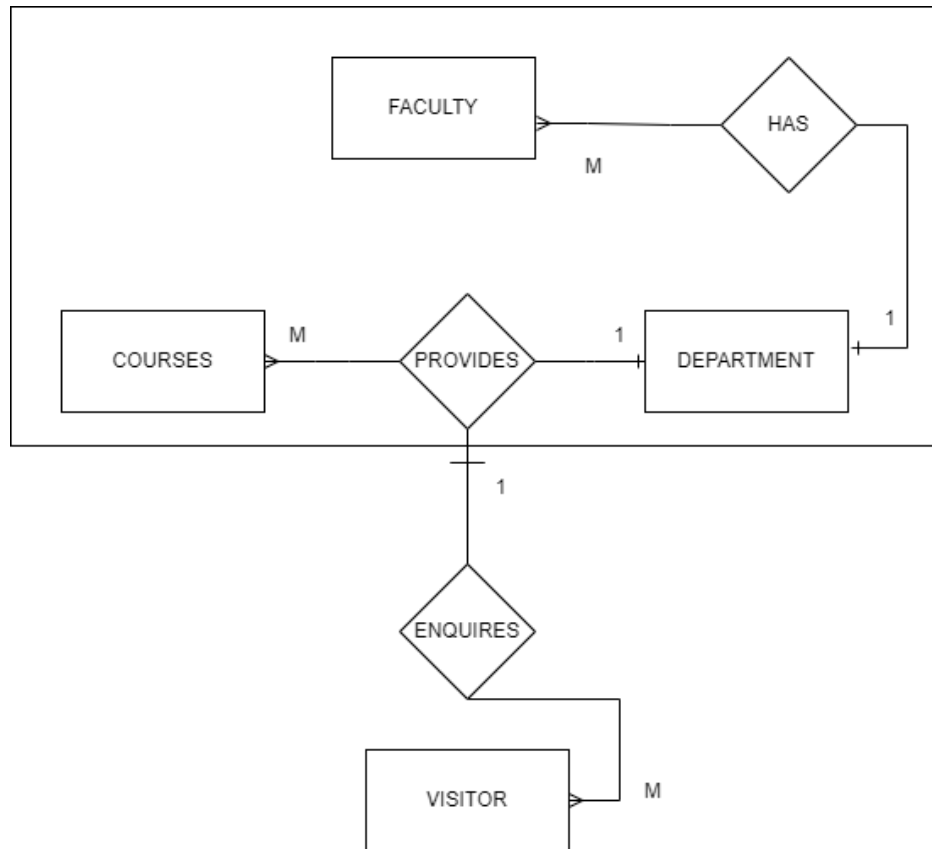 FACULTY
HAS
M
1
M
1
COURSES
PROVIDES
DEPARTMENT
1
ENQUIRES
M
VISITOR